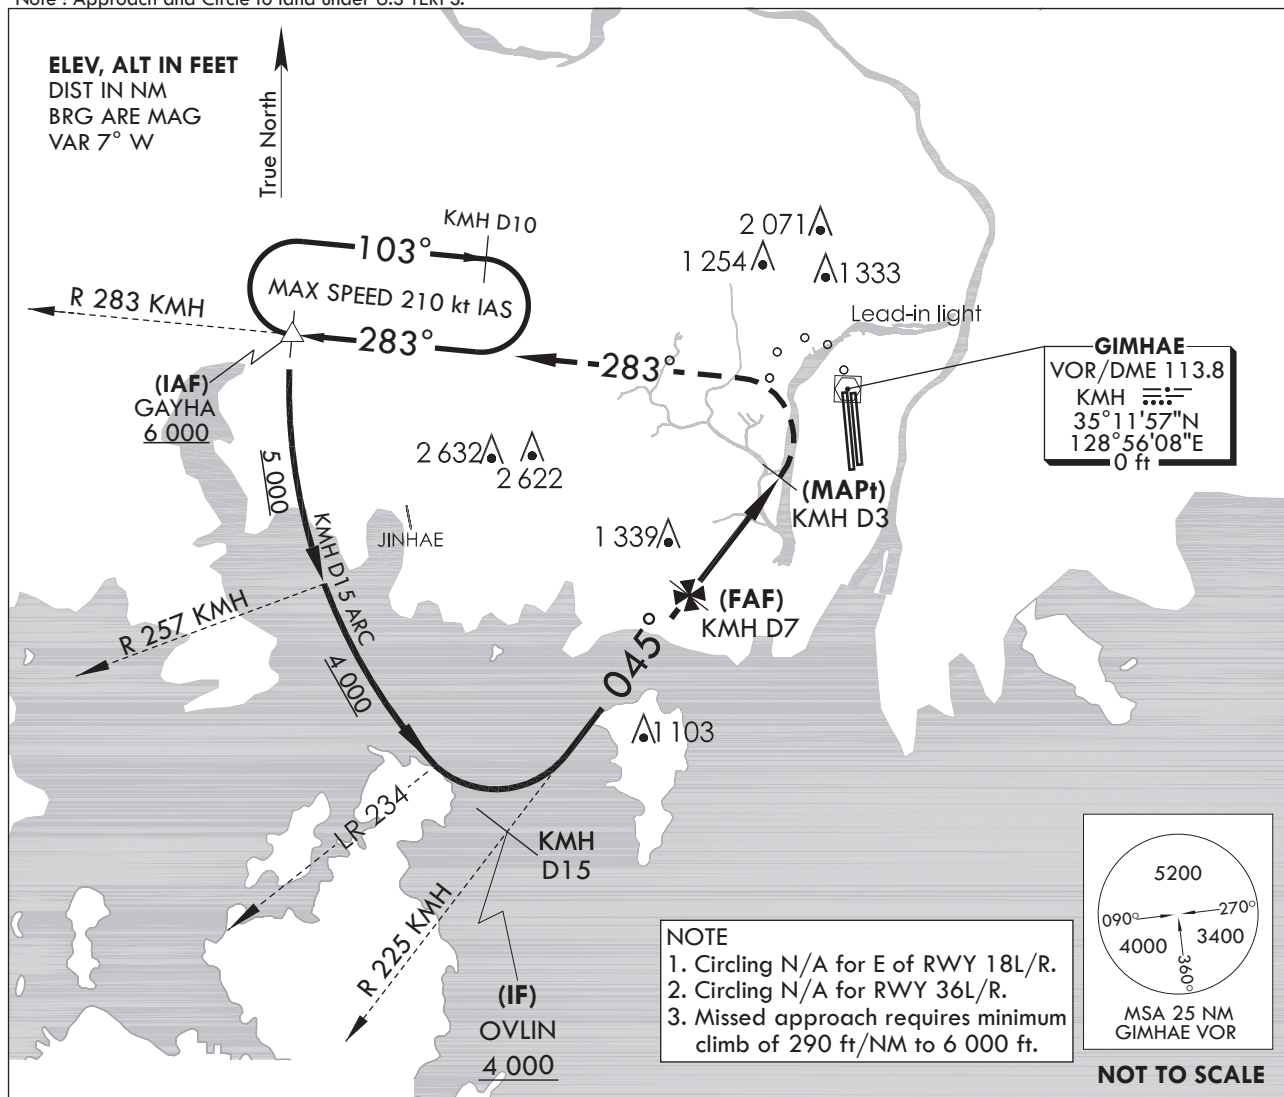 Note : Approach and Circle to land under U.S TERPS.
ELEV, ALT IN FEET
DIST IN NM
BRG ARE MAG
VAR 7° W
True North
KMH D10
103°
MAX SPEED 210 kt IAS
283°
R 283 KMH
(IAF)
GAYHA
6 000
283°
2 071
1 254
1 333
Lead-in light
GIMHAE
VOR/DME 113.8
KMH
35°11'57"N
128°56'08"E
0 ft
2 632
2 622
5 000
KMH D15 ARC
JINHAE
(MAPt)
KMH D3
1 339
(FAF)
KMH D7
R 257 KMH
4 000
045°
1103
LR 234
KMH
D15
R 225 KMH
(IF)
OVLIN
4 000
NOTE
1. Circling N/A for E of RWY 18L/R.
2. Circling N/A for RWY 36L/R.
3. Missed approach requires minimum
climb of 290 ft/NM to 6 000 ft.
5200
090°
270°
4000
3400
360°
MSA 25 NM
GIMHAE VOR
NOT TO SCALE